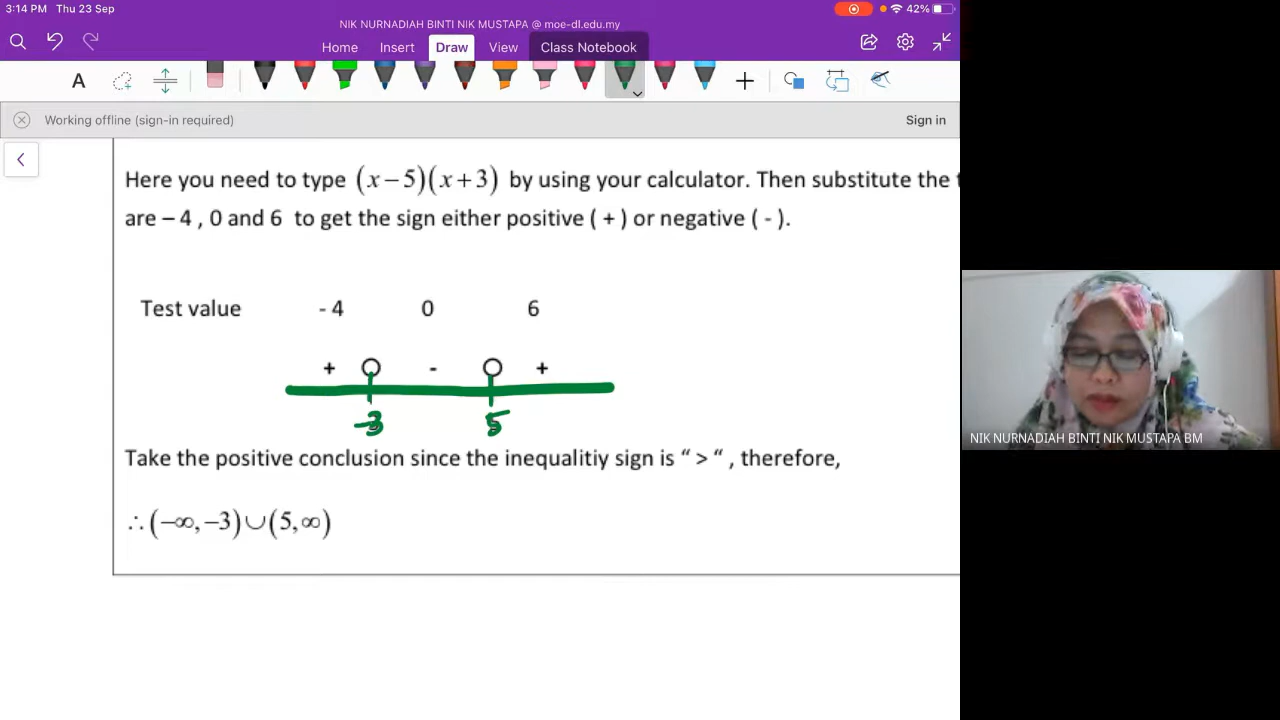 3:14 PM Thu 23 Sep
NIK NURNADIAH BINTI NIK MUSTAPA @ moe-dl.edu.my
42%
Home Insert Draw View Class Notebook
A
Working offline (sign-in required)
Sign in
Here you need to type (x−5)(x+3) by using your calculator. Then substitute the
are – 4 , 0 and 6 to get the sign either positive ( + ) or negative ( - ).
Test value - 4 0 6
+ - +
-3 5
Take the positive conclusion since the inequalitiy sign is “ > “ , therefore,
∴(−∞,−3)∪(5,∞)
NIK NURNADIAH BINTI NIK MUSTAPA BM